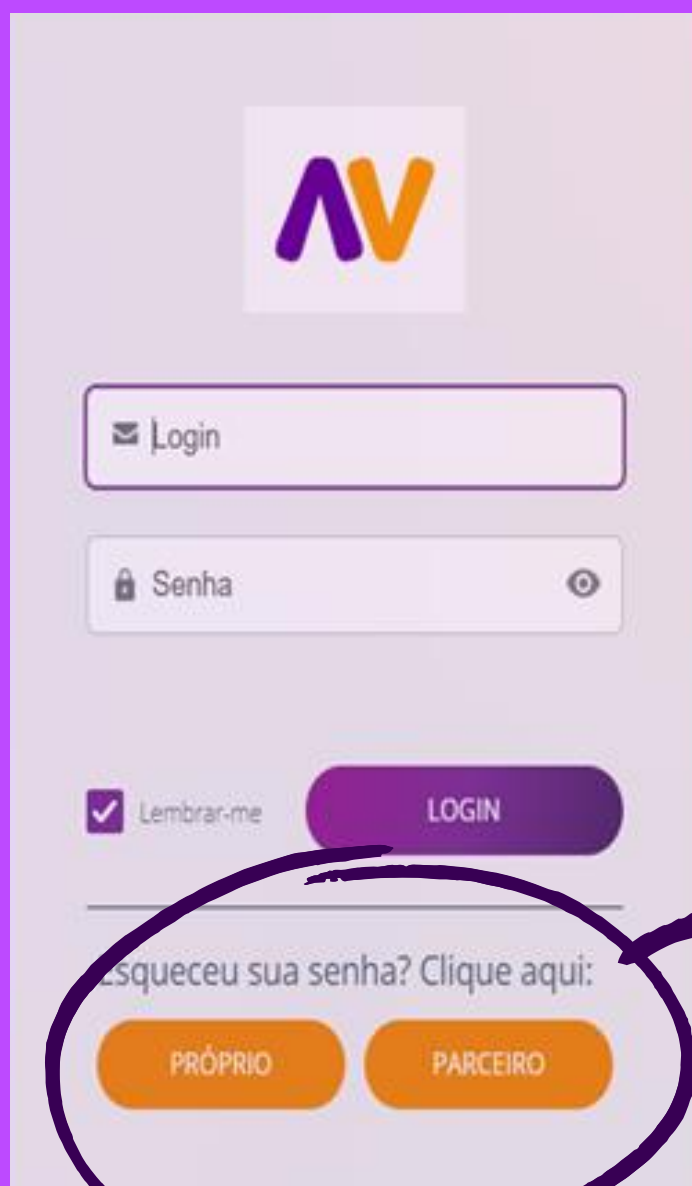 Login
Senha
Lembrar-me LOGIN
Esqueceu sua senha? Clique aqui:
PRÓPRIO PARCEIRO